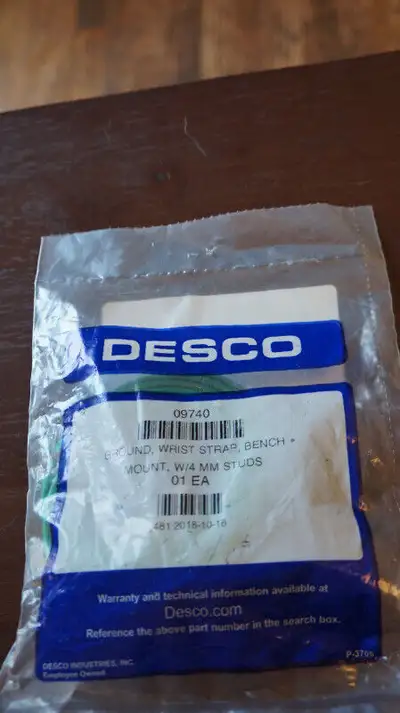 DESCO
09740
GROUND, WRIST STRAP, BENCH
MOUNT, W/4 MM STUDS
01 EA
481 2018-10-16
Warranty and technical information available at
Desco.com
Reference the above part number in the search box.
DESCO INDUSTRIES, INC.
Employee Owned